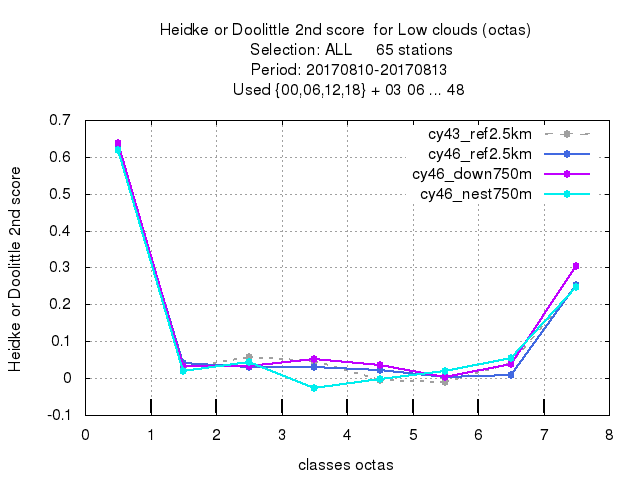 Heidke or Doolittle 2nd score  for Low clouds (octas)
Selection: ALL     65 stations
Period: 20170810-20170813
Used {00,06,12,18} + 03 06 ... 48
cy43_ref2.5km
cy46_ref2.5km
cy46_down750m
cy46_nest750m
Heidke or Doolittle 2nd score
0.7
0.6
0.5
0.4
0.3
0.2
0.1
0
-0.1
0 1 2 3 4 5 6 7 8
classes octas